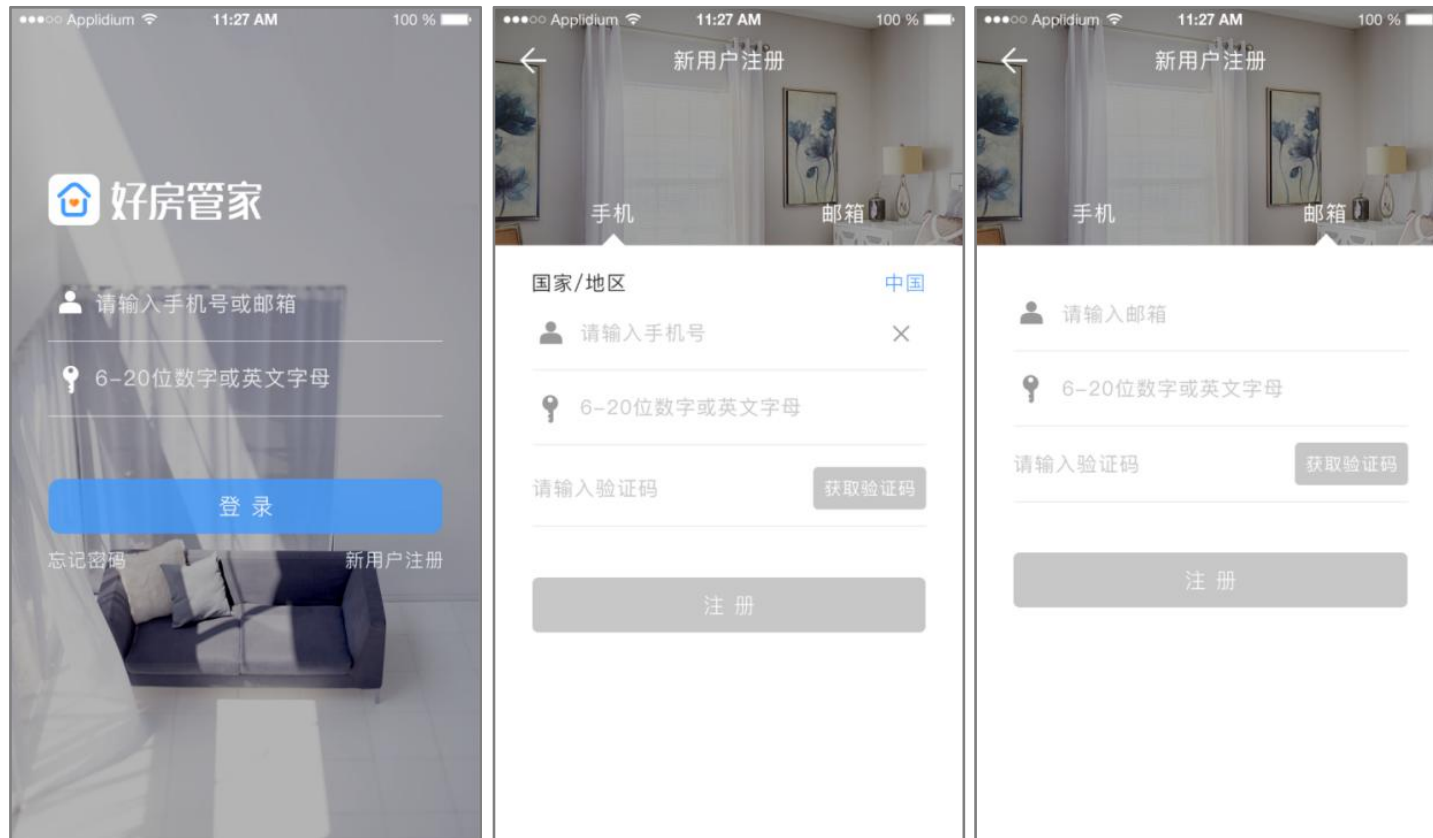 Applidium 11:27 AM 100 %
好房管家
请输入手机号或邮箱
6-20位数字或英文字母
登 录
忘记密码 新用户注册
Applidium 11:27 AM 100 %
新用户注册
手机 邮箱
国家/地区 中国
请输入手机号
6-20位数字或英文字母
请输入验证码 获取验证码
注 册
Applidium 11:27 AM 100 %
新用户注册
手机 邮箱
请输入邮箱
6-20位数字或英文字母
请输入验证码 获取验证码
注 册